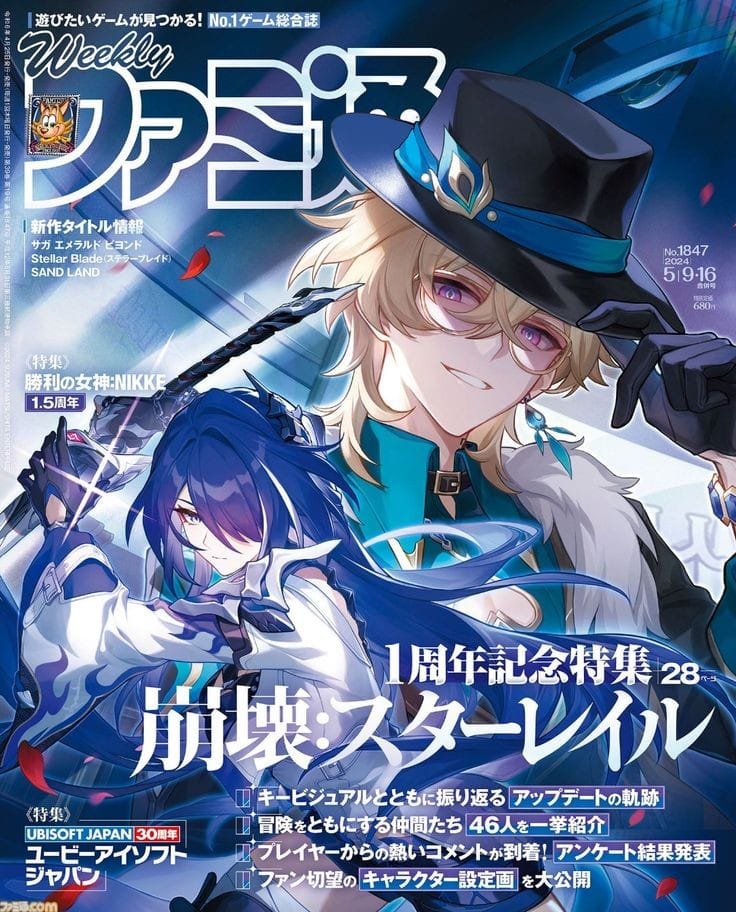 遊びたいゲームが見つかる! No.1ゲーム総合誌
Weekly
ファミ通
新作タイトル情報
サガ エメラルド ビヨンド
Stellar Blade(ステラーブレイド)
SAND LAND
No.1847
2024
5|9・16
合併号
特別定価
680円
《特集》
勝利の女神:NIKKE
1.5周年
1周年記念特集 28ページ
崩壊:スターレイル
キービジュアルとともに振り返る アップデートの軌跡
冒険をともにする仲間たち 46人を一挙紹介
プレイヤーからの熱いコメントが到着! アンケート結果発表
ファン切望の キャラクター設定画 を大公開
《特集》
UBISOFT JAPAN 30周年
ユービーアイソフト
ジャパン
ファミ通.com